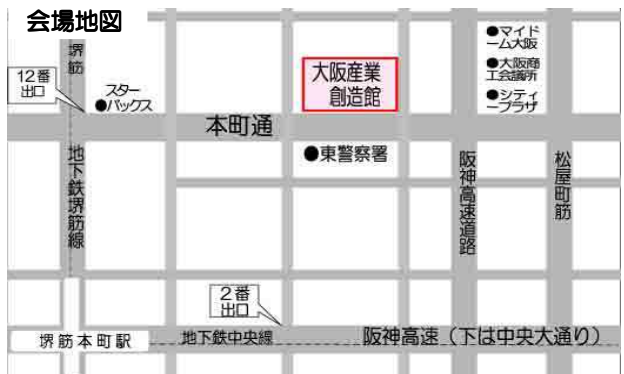 会場地図
堺筋
12番
出口
スター
●バックス
大阪産業
創造館
●マイド
ーム大阪
●大阪商
工会議所
●シティ
ープラザ
本町通
●東警察署
地下鉄堺筋線
阪神高速道路
松屋町筋
2番
出口
堺筋本町駅
地下鉄中央線
阪神高速（下は中央大通り）